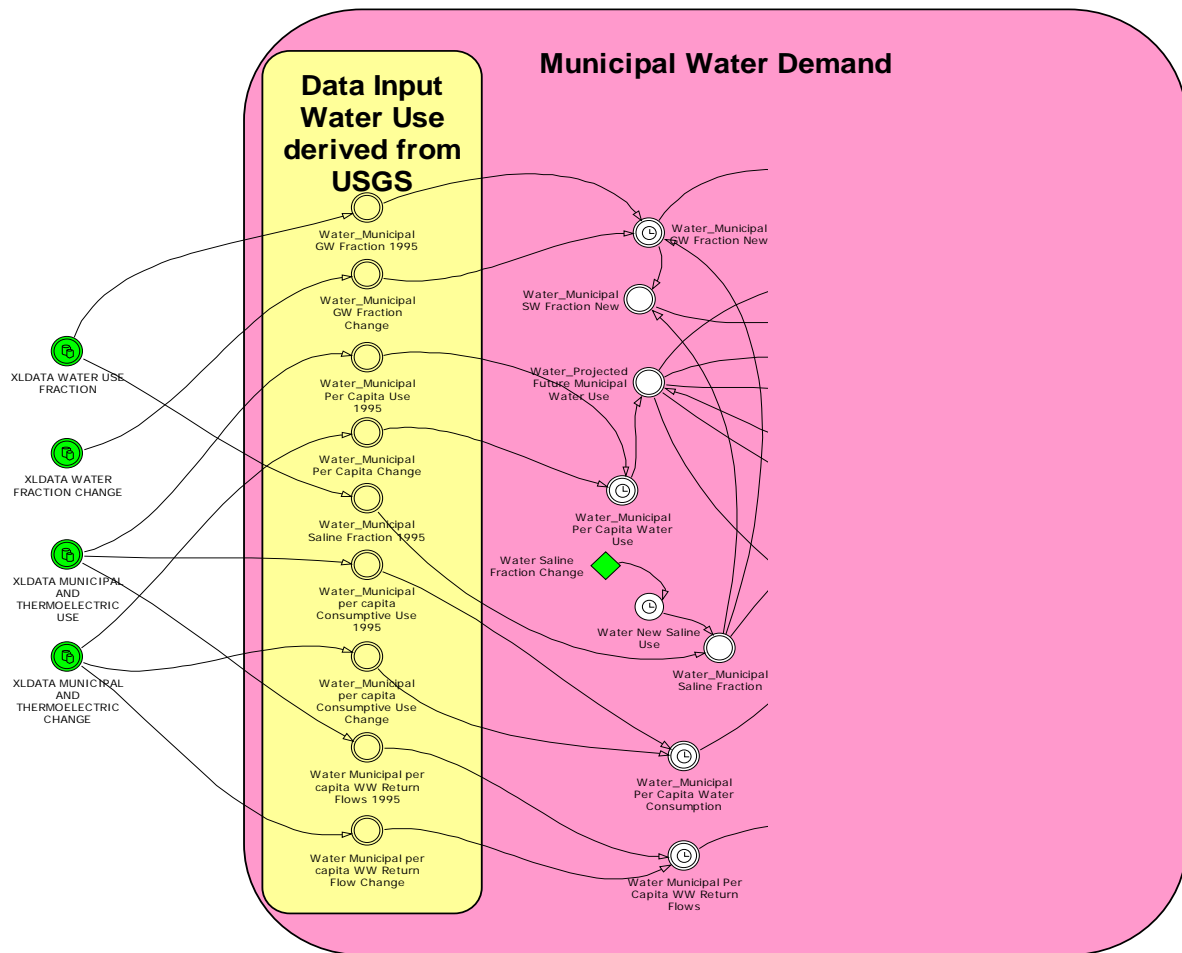 Municipal Water Demand
Data Input
Water Use
derived from
USGS
Water_Municipal
GW Fraction 1995
Water_Municipal
GW Fraction
Change
Water_Municipal
Per Capita Use
1995
Water_Municipal
Per Capita Change
Water_Municipal
Saline Fraction 1995
Water_Municipal
per capita
Consumptive Use
1995
Water_Municipal
per capita
Consumptive Use
Change
Water Municipal per
capita WW Return
Flows 1995
Water Municipal per
capita WW Return
Flow Change
XLDATA WATER USE
FRACTION
XLDATA WATER
FRACTION CHANGE
XLDATA MUNICIPAL
AND
THERMOELECTRIC
USE
XLDATA MUNICIPAL
AND
THERMOELECTRIC
CHANGE
Water_Municipal
GW Fraction New
Water_Municipal
SW Fraction New
Water_Projected
Future Municipal
Water Use
Water_Municipal
Per Capita Water
Use
Water Saline
Fraction Change
Water New Saline
Use
Water_Municipal
Saline Fraction
Water_Municipal
Per Capita Water
Consumption
Water Municipal Per
Capita WW Return
Flows